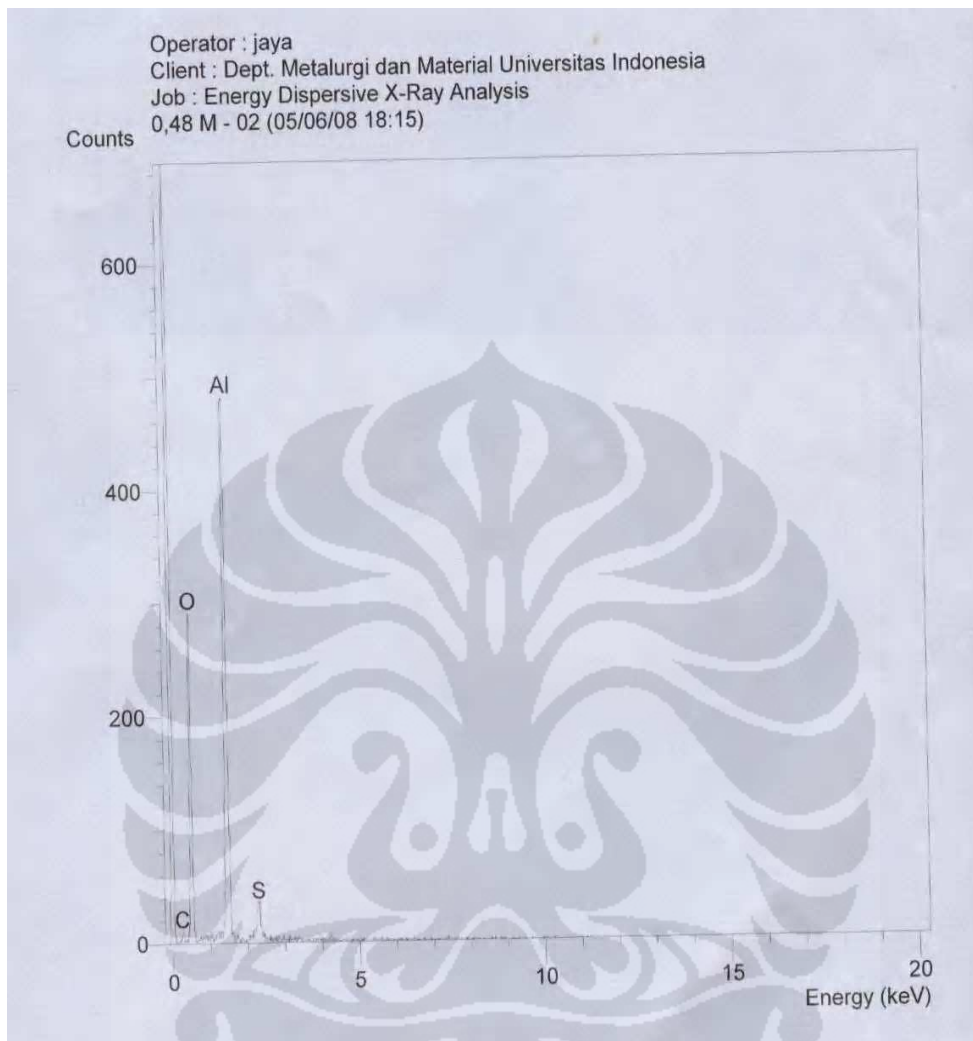 Operator : jaya
Client : Dept. Metalurgi dan Material Universitas Indonesia
Job : Energy Dispersive X-Ray Analysis
0,48 M - 02 (05/06/08 18:15)
Counts
600
Al
400
O
200
S
C
0
0 5 10 15 20
Energy (keV)